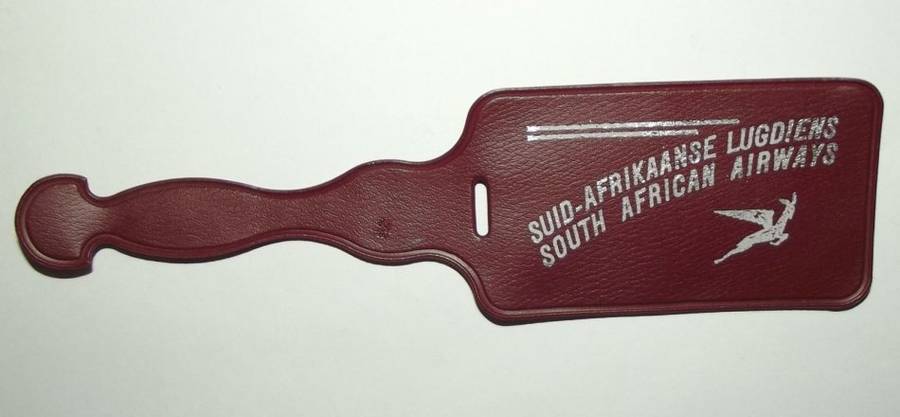 SUID-AFRIKAANSE LUGDIENS
SOUTH AFRICAN AIRWAYS